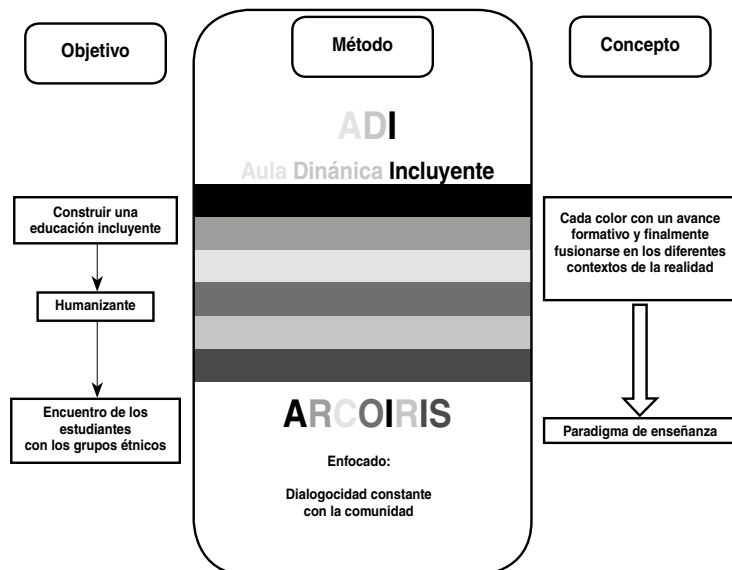 Objetivo
Método
Concepto
ADI
Aula Dinánica Incluyente
Construir una
educación incluyente
Humanizante
Encuentro de los
estudiantes
con los grupos étnicos
ARCOIRIS
Enfocado:
Dialogocidad constante
con la comunidad
Cada color con un avance
formativo y finalmente
fusionarse en los diferentes
contextos de la realidad
Paradigma de enseñanza